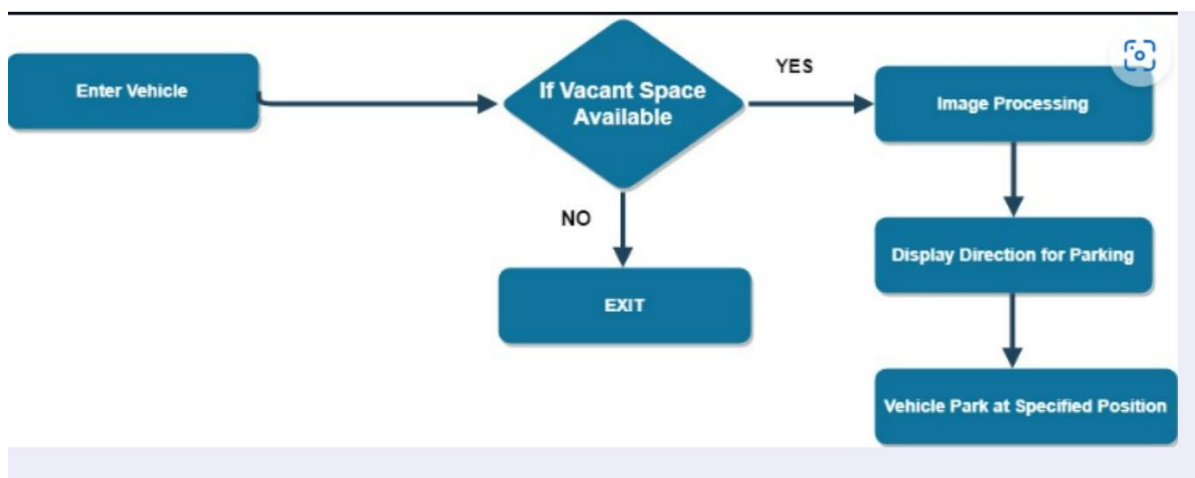 Enter Vehicle
If Vacant Space
Available
YES
Image Processing
NO
Display Direction for Parking
EXIT
Vehicle Park at Specified Position